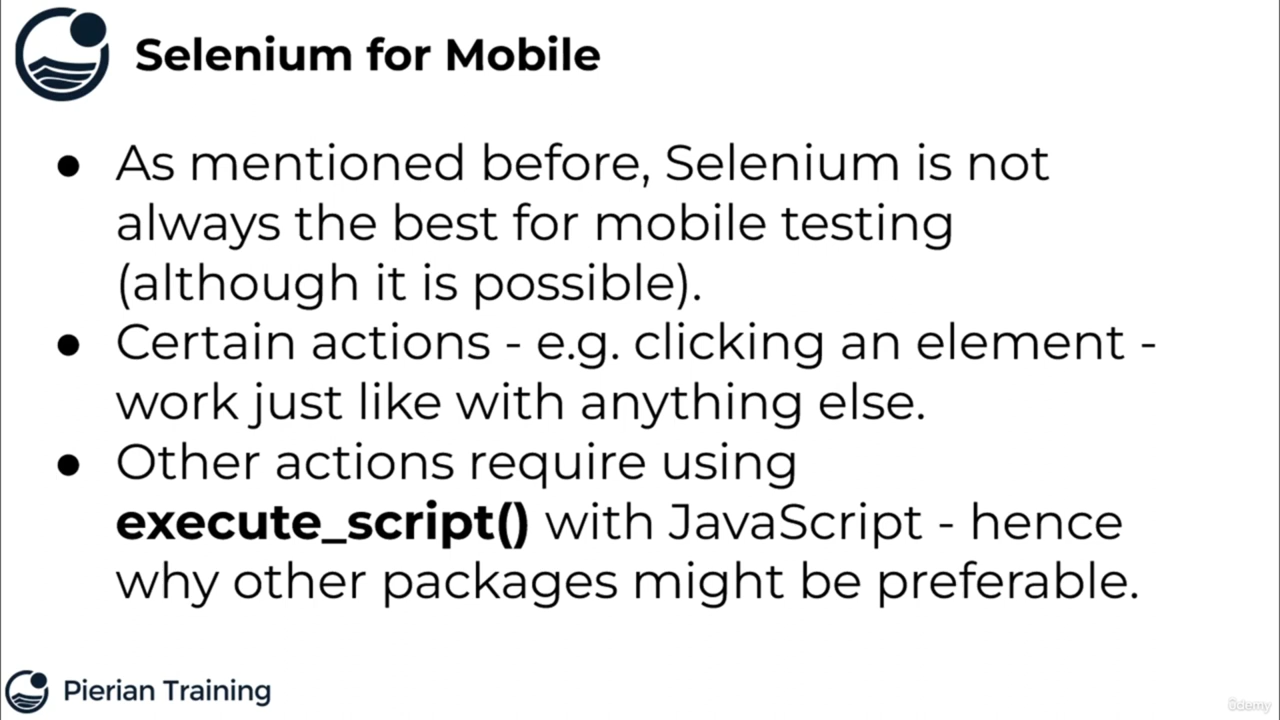 Selenium for Mobile
● As mentioned before, Selenium is not
always the best for mobile testing
(although it is possible).
● Certain actions - e.g. clicking an element -
work just like with anything else.
● Other actions require using
execute_script() with JavaScript - hence
why other packages might be preferable.
Pierian Training
ûdemy